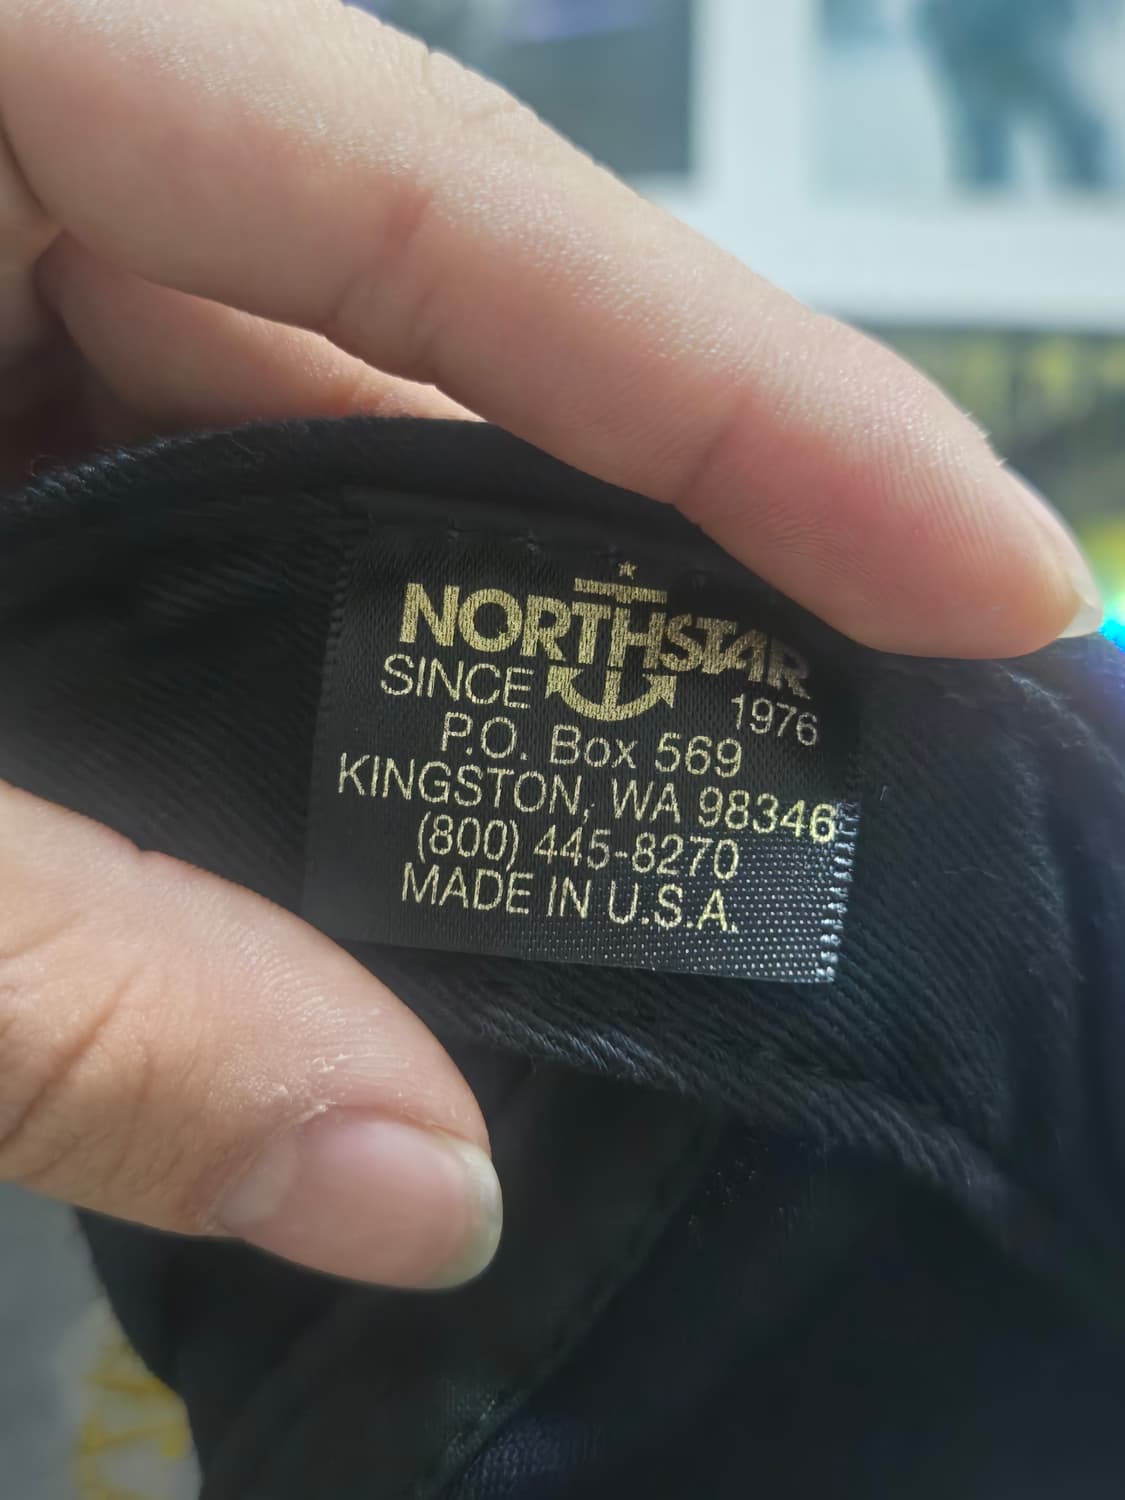 NORTHSTAR
SINCE 1976
P.O. Box 569
KINGSTON, WA 98346
(800) 445-8270
MADE IN U.S.A.